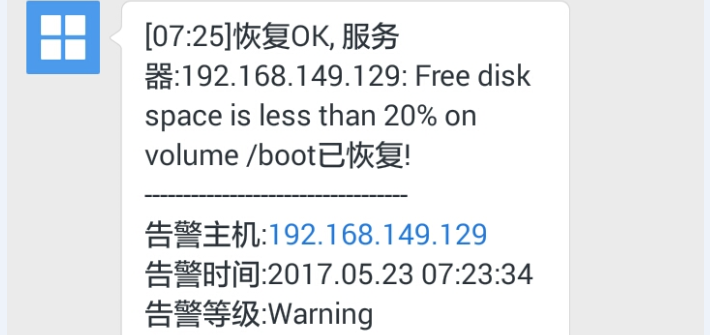 [07:25]恢复OK, 服务
器:192.168.149.129: Free disk
space is less than 20% on
volume /boot已恢复!
----------------------------------
告警主机:192.168.149.129
告警时间:2017.05.23 07:23:34
告警等级:Warning